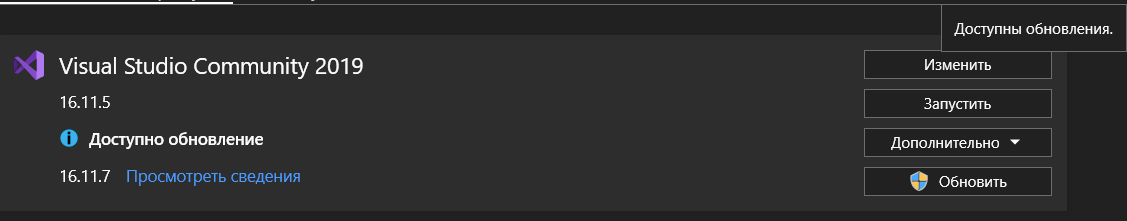 Доступны обновления.
Visual Studio Community 2019
Изменить
16.11.5
Запустить
Доступно обновление
Дополнительно
16.11.7 Просмотреть сведения
Обновить